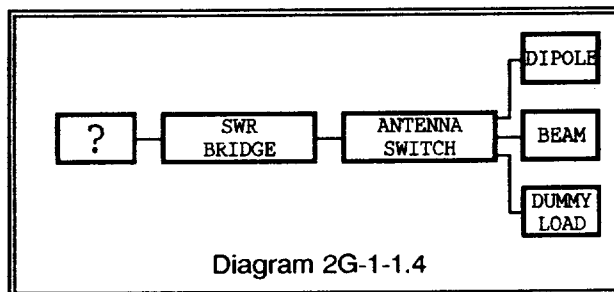 DIPOLE
?
SWR
BRIDGE
ANTENNA
SWITCH
BEAM
DUMMY
LOAD
Diagram 2G-1-1.4